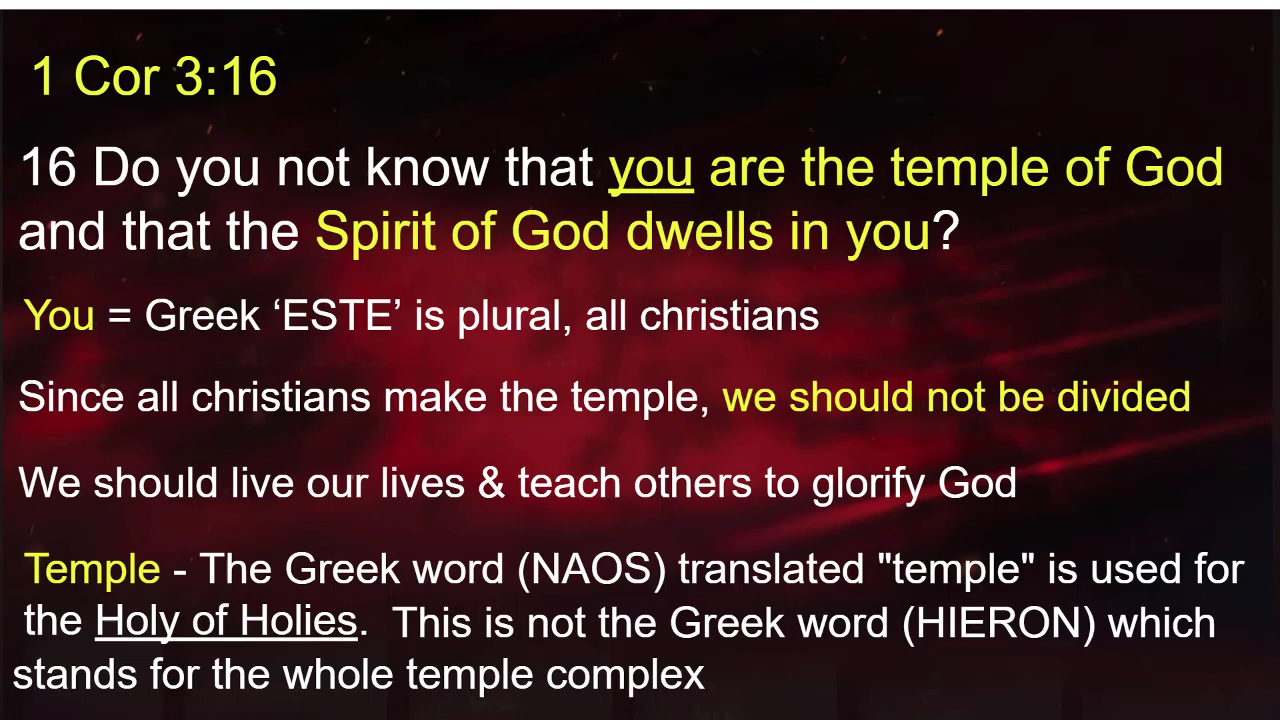 1 Cor 3:16
16 Do you not know that you are the temple of God
and that the Spirit of God dwells in you?
You = Greek ‘ESTE’ is plural, all christians
Since all christians make the temple, we should not be divided
We should live our lives & teach others to glorify God
Temple - The Greek word (NAOS) translated "temple" is used for
the Holy of Holies. This is not the Greek word (HIERON) which
stands for the whole temple complex